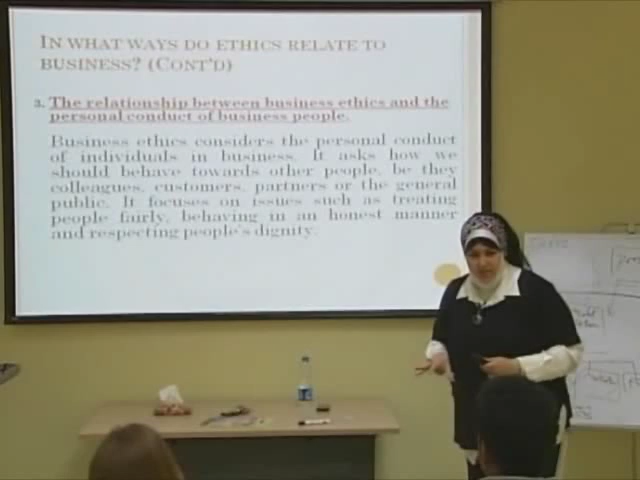 IN WHAT WAYS DO ETHICS RELATE TO
BUSINESS? (CONT'D)
3. The relationship between business ethics and the
personal conduct of business people.
Business ethics considers the personal conduct
of individuals in business. It asks how we
should behave towards other people, be they
colleagues, customers, partners or the general
public. It focuses on issues such as treating
people fairly, behaving in an honest manner
and respecting people's dignity.